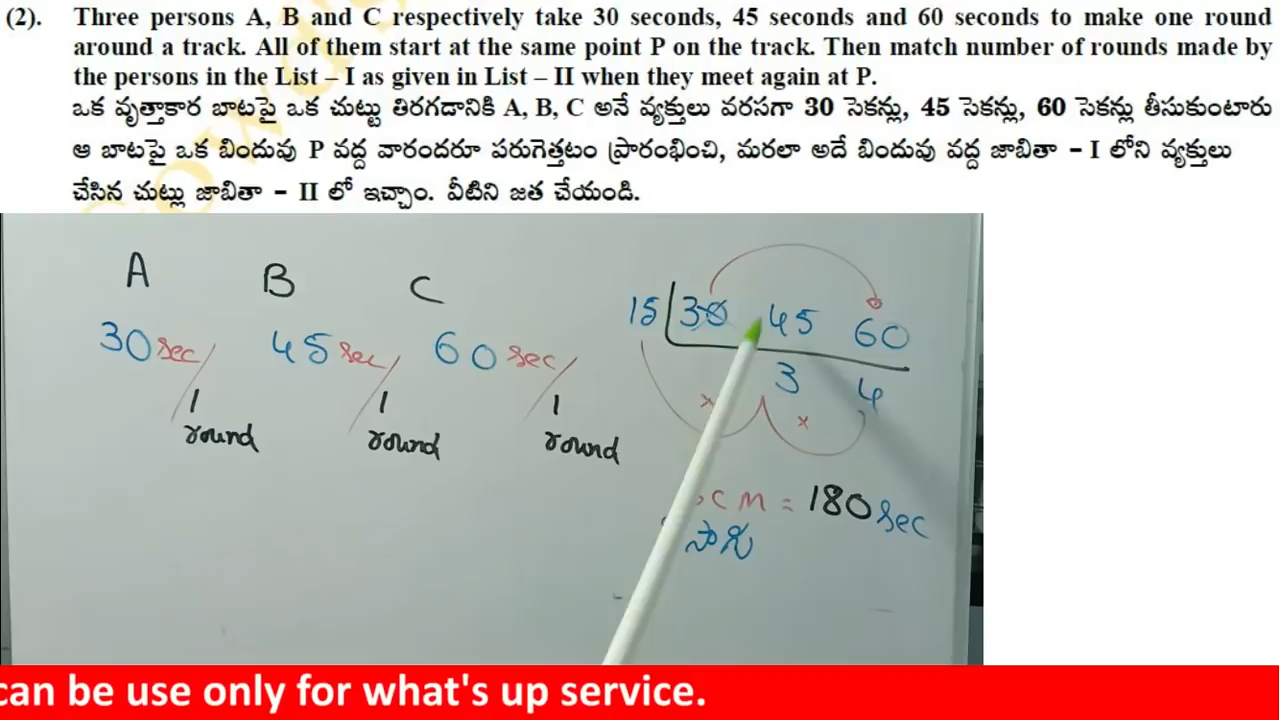 (2). Three persons A, B and C respectively take 30 seconds, 45 seconds and 60 seconds to make one round
around a track. All of them start at the same point P on the track. Then match number of rounds made by
the persons in the List – I as given in List – II when they meet again at P.
ఒక వృత్తాకార బాటపై ఒక చుట్టు తిరగడానికి A, B, C అనే వ్యక్తులు వరసగా 30 సెకన్లు, 45 సెకన్లు, 60 సెకన్లు తీసుకుంటారు
ఆ బాటపై ఒక బిందువు P వద్ద వారందరూ పరుగెత్తటం ప్రారంభించి, మరలా అదే బిందువు వద్ద జాబితా – I లోని వ్యక్తులు
చేసిన చుట్లు జాబితా – II లో ఇచ్చాం. వీటిని జత చేయండి.
A B C
15 30 45 60
30 sec 45 sec 60 sec
3 4
1 1 1
round round round
CM = 180 sec
can be use only for what's up service.